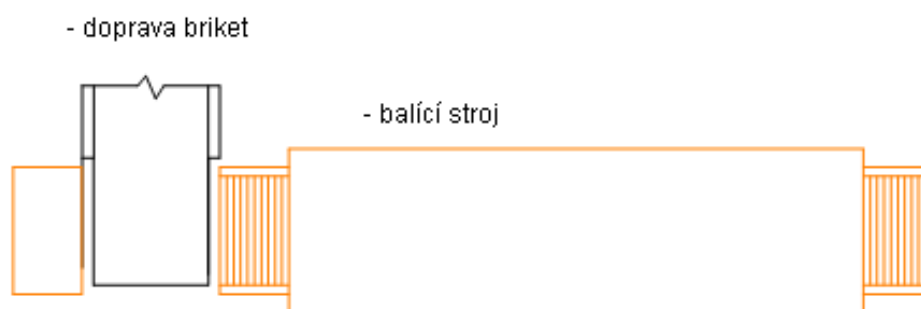 - doprava briket
- balící stroj